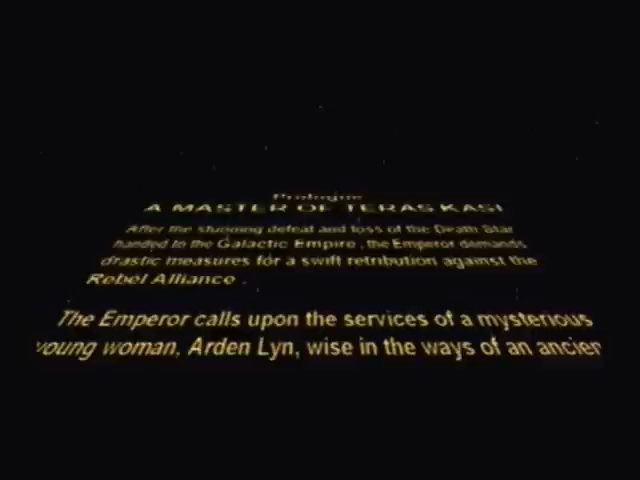 Prologue
A MASTER OF TERAS KASI
After the stunning defeat and loss of the Death Star
handed to the Galactic Empire , the Emperor demands
drastic measures for a swift retribution against the
Rebel Alliance .
The Emperor calls upon the services of a mysterious
young woman, Arden Lyn, wise in the ways of an ancien